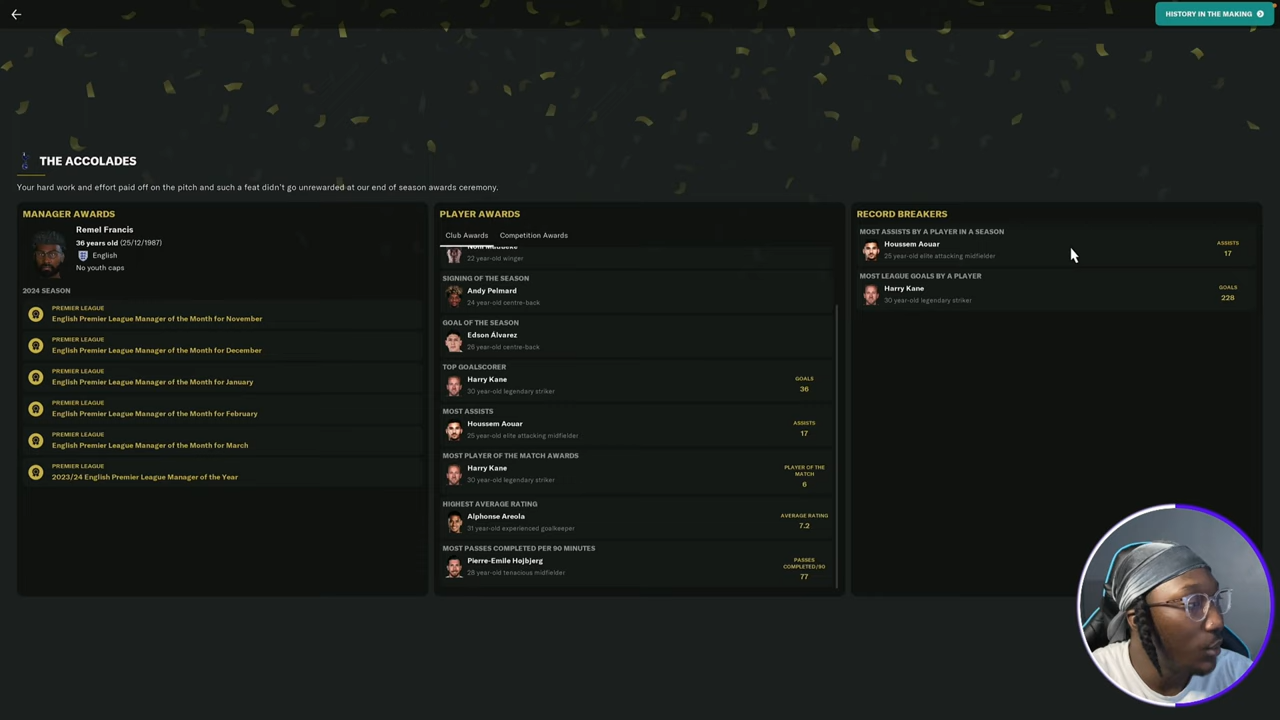 HISTORY IN THE MAKING
THE ACCOLADES
Your hard work and effort paid off on the pitch and such a feat didn't go unrewarded at our end of season awards ceremony.
MANAGER AWARDS
Remel Francis
36 years old (25/12/1987)
English
No youth caps
2024 SEASON
PREMIER LEAGUE
English Premier League Manager of the Month for November
PREMIER LEAGUE
English Premier League Manager of the Month for December
PREMIER LEAGUE
English Premier League Manager of the Month for January
PREMIER LEAGUE
English Premier League Manager of the Month for February
PREMIER LEAGUE
English Premier League Manager of the Month for March
PREMIER LEAGUE
2023/24 English Premier League Manager of the Year
PLAYER AWARDS
Club Awards Competition Awards
22 year-old winger
SIGNING OF THE SEASON
Andy Pelmard
24 year-old centre-back
GOAL OF THE SEASON
Edson Álvarez
26 year-old centre-back
TOP GOALSCORER
Harry Kane
30 year-old legendary striker
GOALS
36
MOST ASSISTS
Houssem Aouar
25 year-old elite attacking midfielder
ASSISTS
17
MOST PLAYER OF THE MATCH AWARDS
Harry Kane
30 year-old legendary striker
PLAYER OF THE
MATCH
6
HIGHEST AVERAGE RATING
Alphonse Areola
31 year-old experienced goalkeeper
AVERAGE RATING
7.2
MOST PASSES COMPLETED PER 90 MINUTES
Pierre-Emile Højbjerg
28 year-old tenacious midfielder
PASSES
COMPLETED/90
77
RECORD BREAKERS
MOST ASSISTS BY A PLAYER IN A SEASON
Houssem Aouar
25 year-old elite attacking midfielder
ASSISTS
17
MOST LEAGUE GOALS BY A PLAYER
Harry Kane
30 year-old legendary striker
GOALS
228